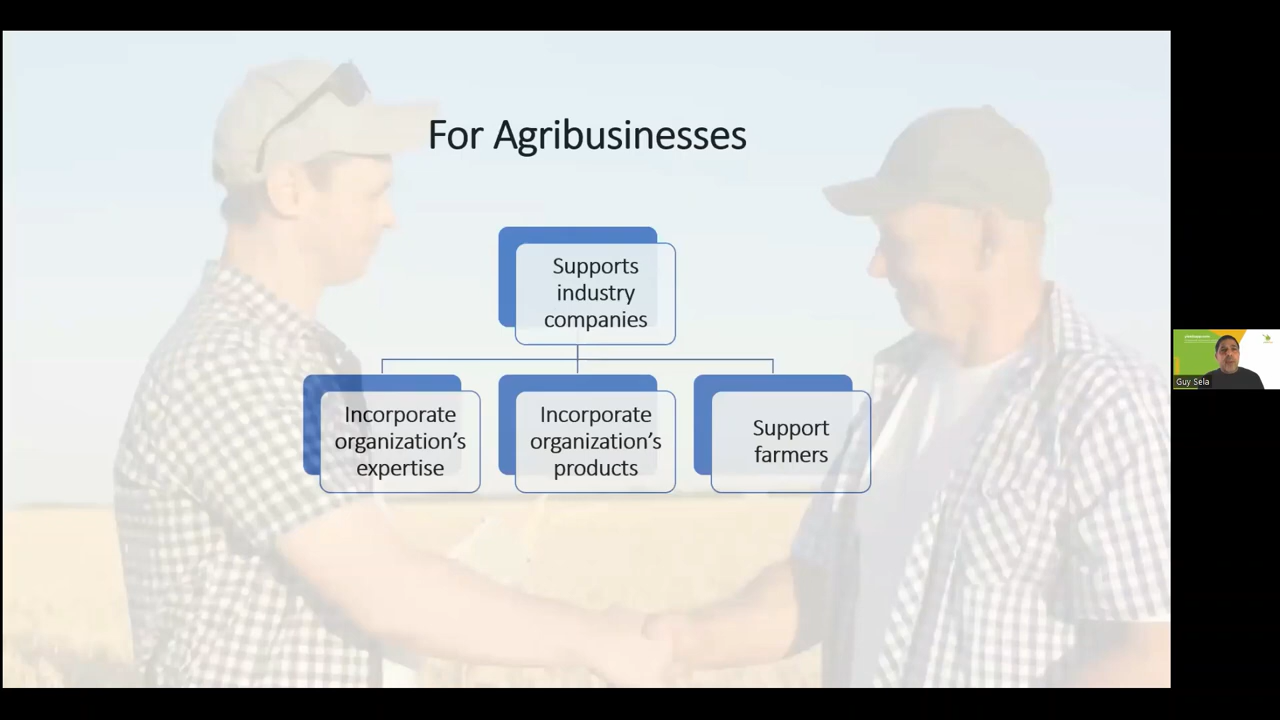 For Agribusinesses
Supports
industry
companies
Incorporate
organization's
expertise
Incorporate
organization's
products
Support
farmers
Guy Sela